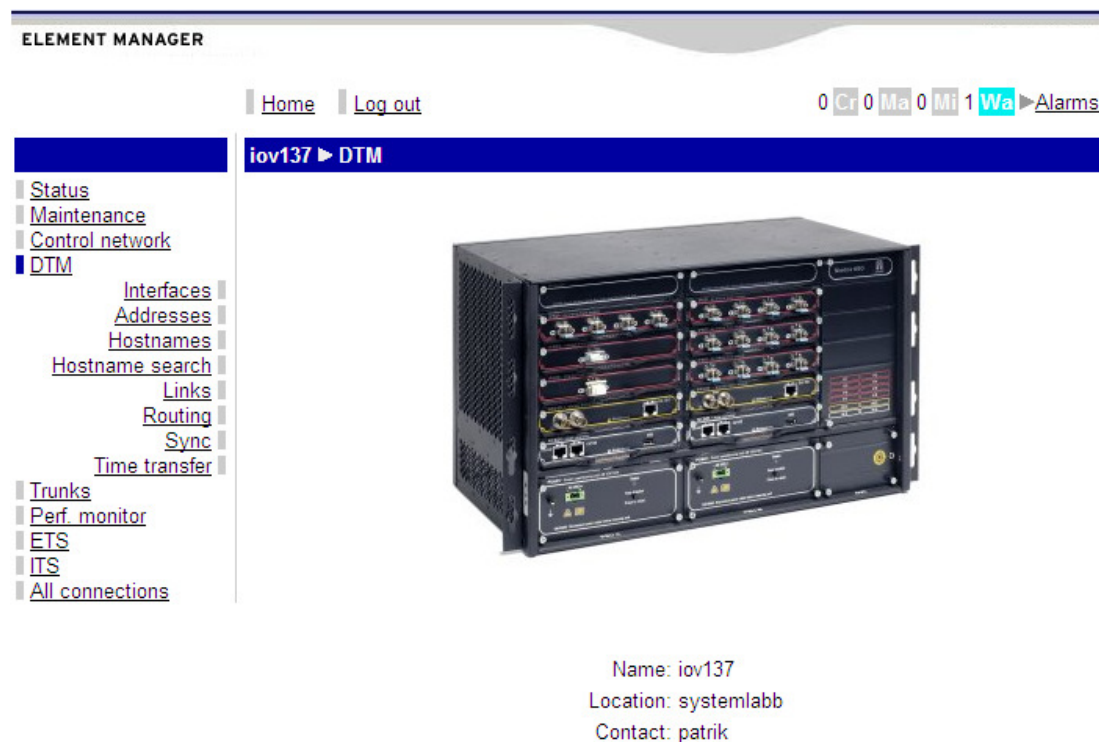 ELEMENT MANAGER
Home Log out 0 Cr 0 Ma 0 Mi 1 Wa ▶Alarms
iov137 ▶ DTM
Status
Maintenance
Control network
DTM
Interfaces
Addresses
Hostnames
Hostname search
Links
Routing
Sync
Time transfer
Trunks
Perf. monitor
ETS
ITS
All connections
Name: iov137
Location: systemlabb
Contact: patrik